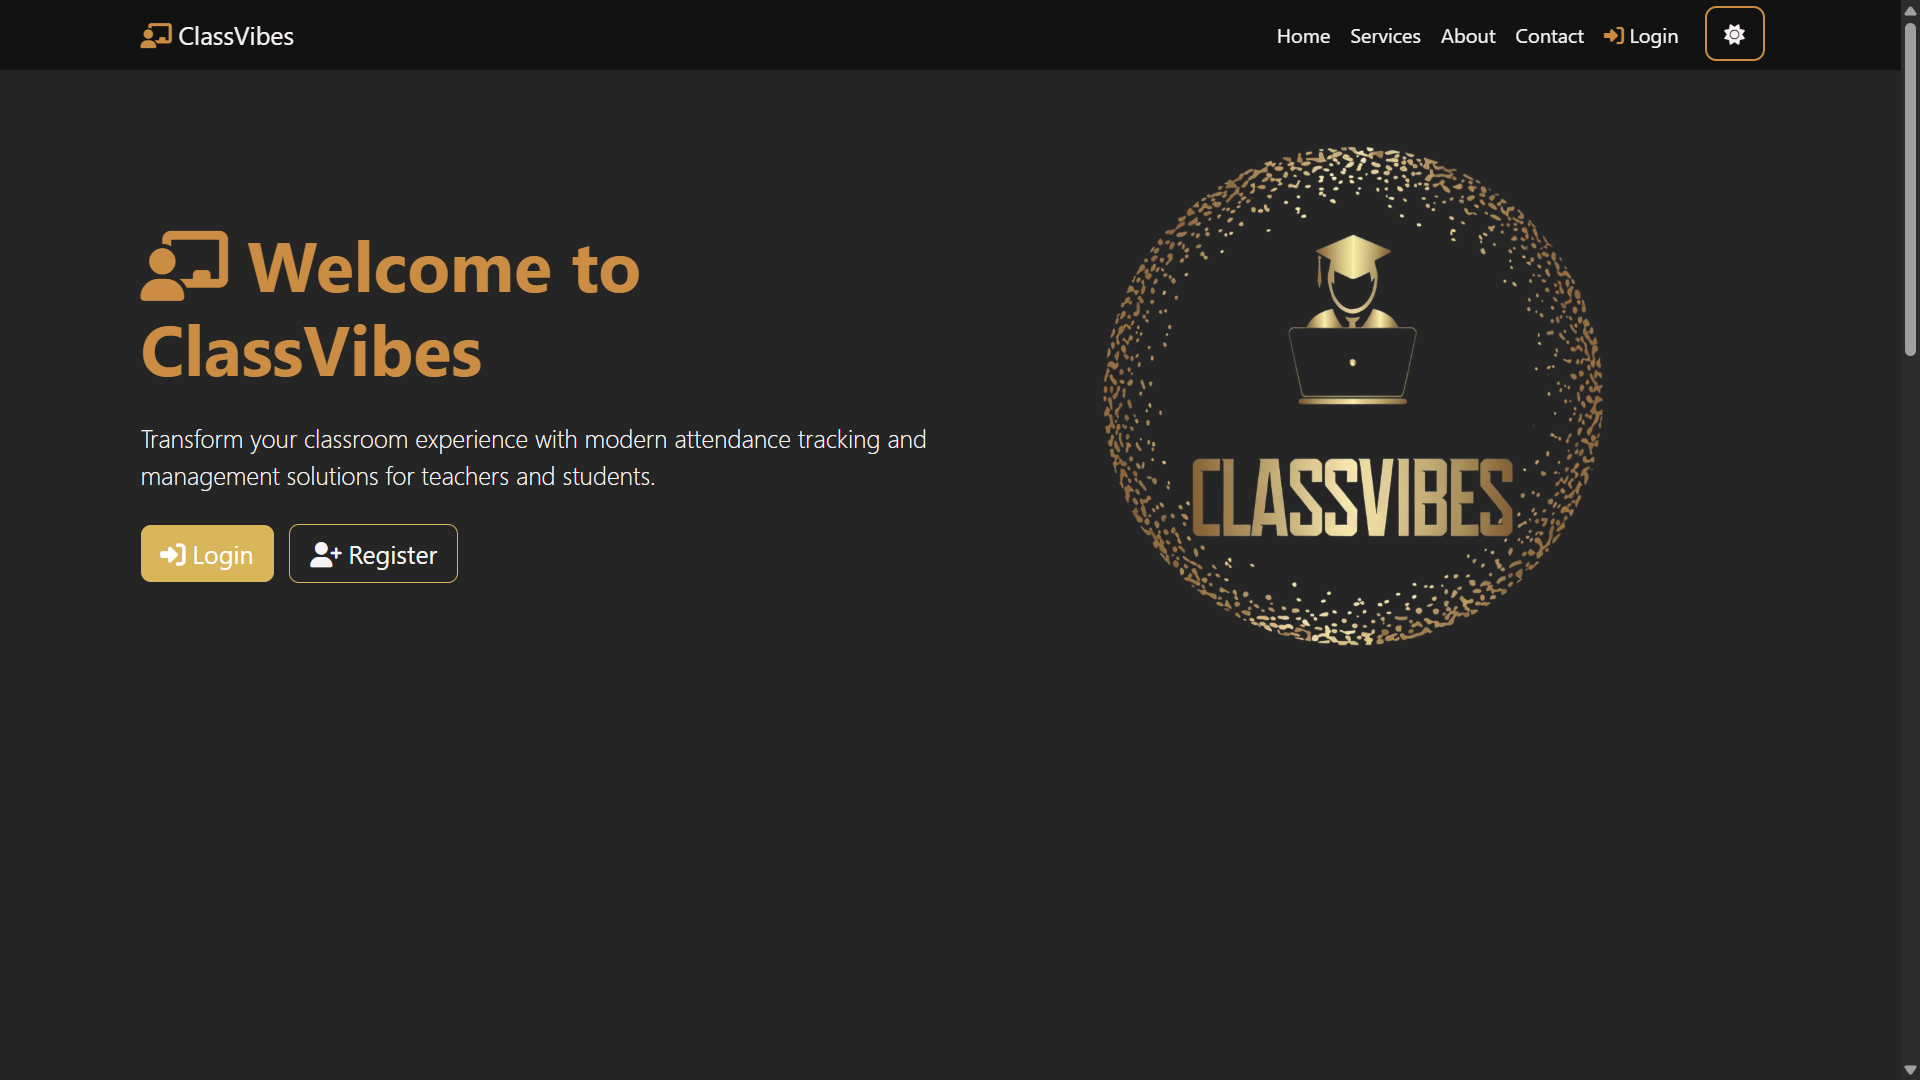 ClassVibes
Home Services About Contact Login
Welcome to
ClassVibes
Transform your classroom experience with modern attendance tracking and
management solutions for teachers and students.
Login Register
CLASSVIBES